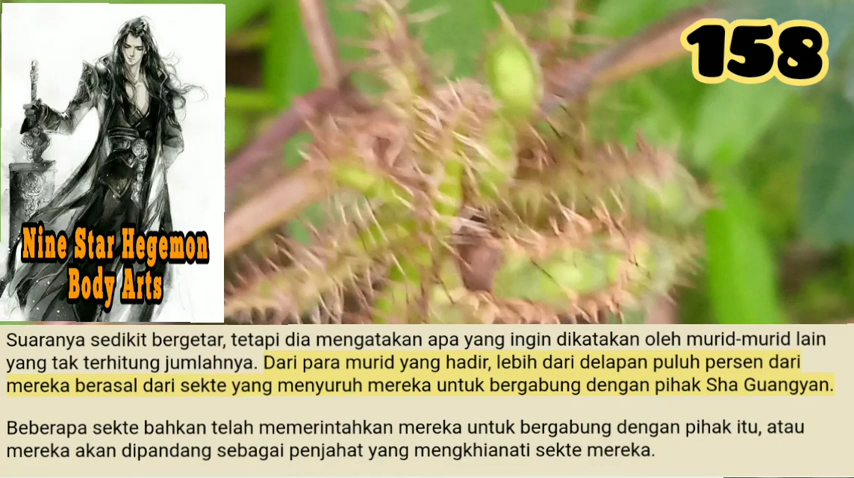 158
Nine Star Hegemon
Body Arts
Suaranya sedikit bergetar, tetapi dia mengatakan apa yang ingin dikatakan oleh murid-murid lain
yang tak terhitung jumlahnya. Dari para murid yang hadir, lebih dari delapan puluh persen dari
mereka berasal dari sekte yang menyuruh mereka untuk bergabung dengan pihak Sha Guangyan.
Beberapa sekte bahkan telah memerintahkan mereka untuk bergabung dengan pihak itu, atau
mereka akan dipandang sebagai penjahat yang mengkhianati sekte mereka.